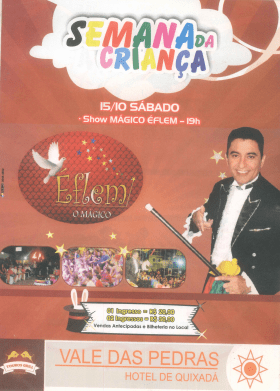 SEMANA DA
CRIANÇA
15/10 SÁBADO
- Show MÁGICO ÉFLEM - 19h
Eflem
O MÁGICO
01 Ingresso = R$ 20,00
02 Ingressos = R$ 30,00
Vendas Antecipadas e Bilheteria no Local
VALE DAS PEDRAS
HOTEL DE QUIXADÁ